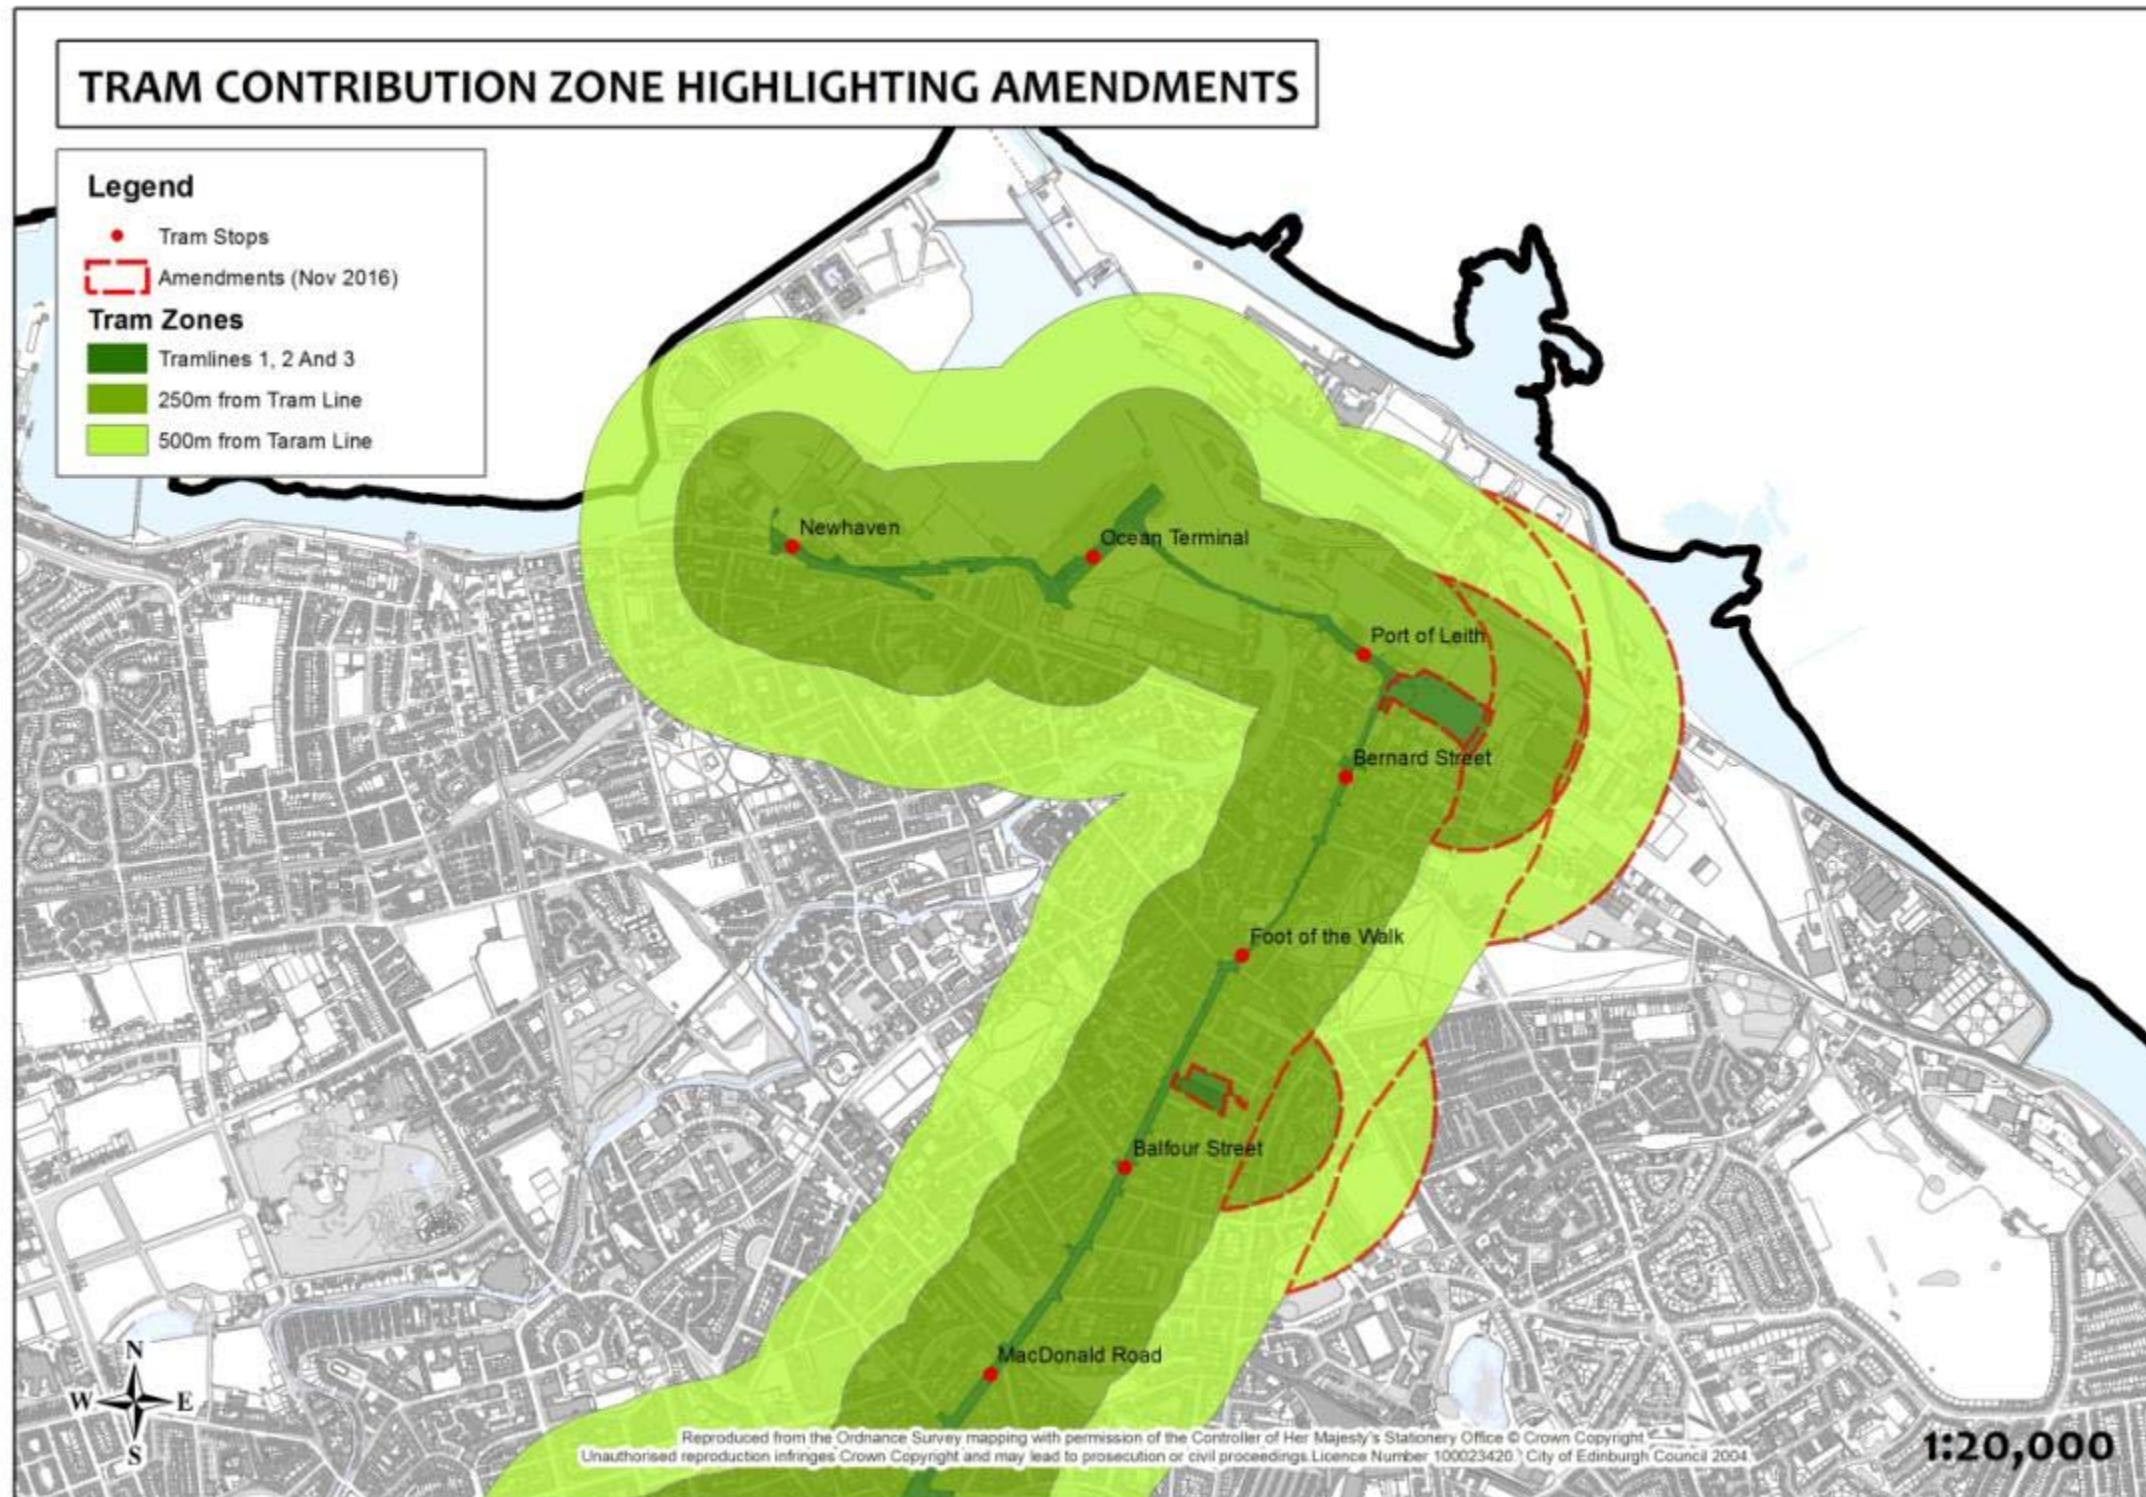 TRAM CONTRIBUTION ZONE HIGHLIGHTING AMENDMENTS
Legend
Tram Stops
Amendments (Nov 2016)
Tram Zones
Tramlines 1, 2 And 3
250m from Tram Line
500m from Taram Line
Newhaven
Ocean Terminal
Port of Leith
Bernard Street
Foot of the Walk
Balfour Street
MacDonald Road
N
W E
S
Reproduced from the Ordnance Survey mapping with permission of the Controller of Her Majesty's Stationery Office © Crown Copyright
Unauthorised reproduction infringes Crown Copyright and may lead to prosecution or civil proceedings. Licence Number 100023420 City of Edinburgh Council 2004
1:20,000